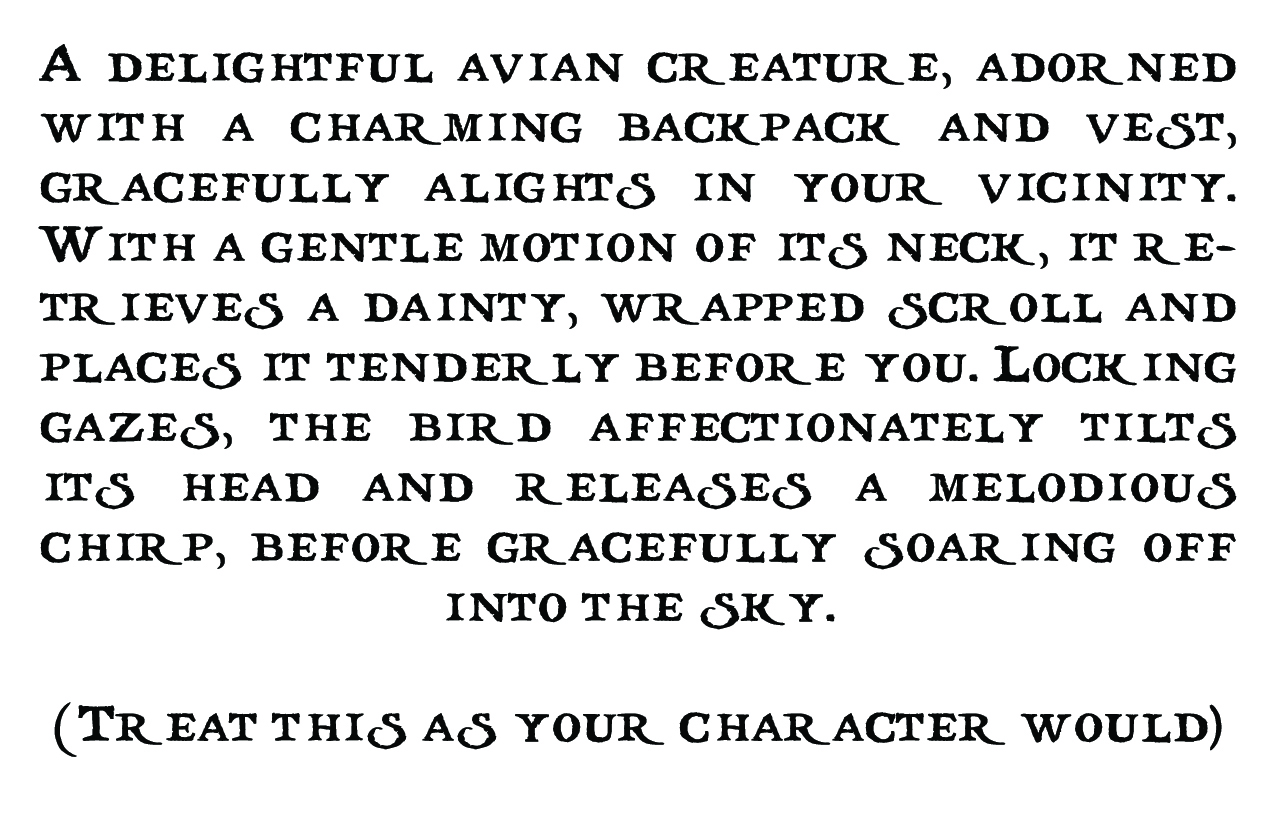 A delightful avian creature, adorned
with a charming backpack and vest,
gracefully alights in your vicinity.
With a gentle motion of its neck, it re-
trieves a dainty, wrapped scroll and
places it tenderly before you. Locking
gazes, the bird affectionately tilts
its head and releases a melodious
chirp, before gracefully soaring off
into the sky.
(Treat this as your character would)